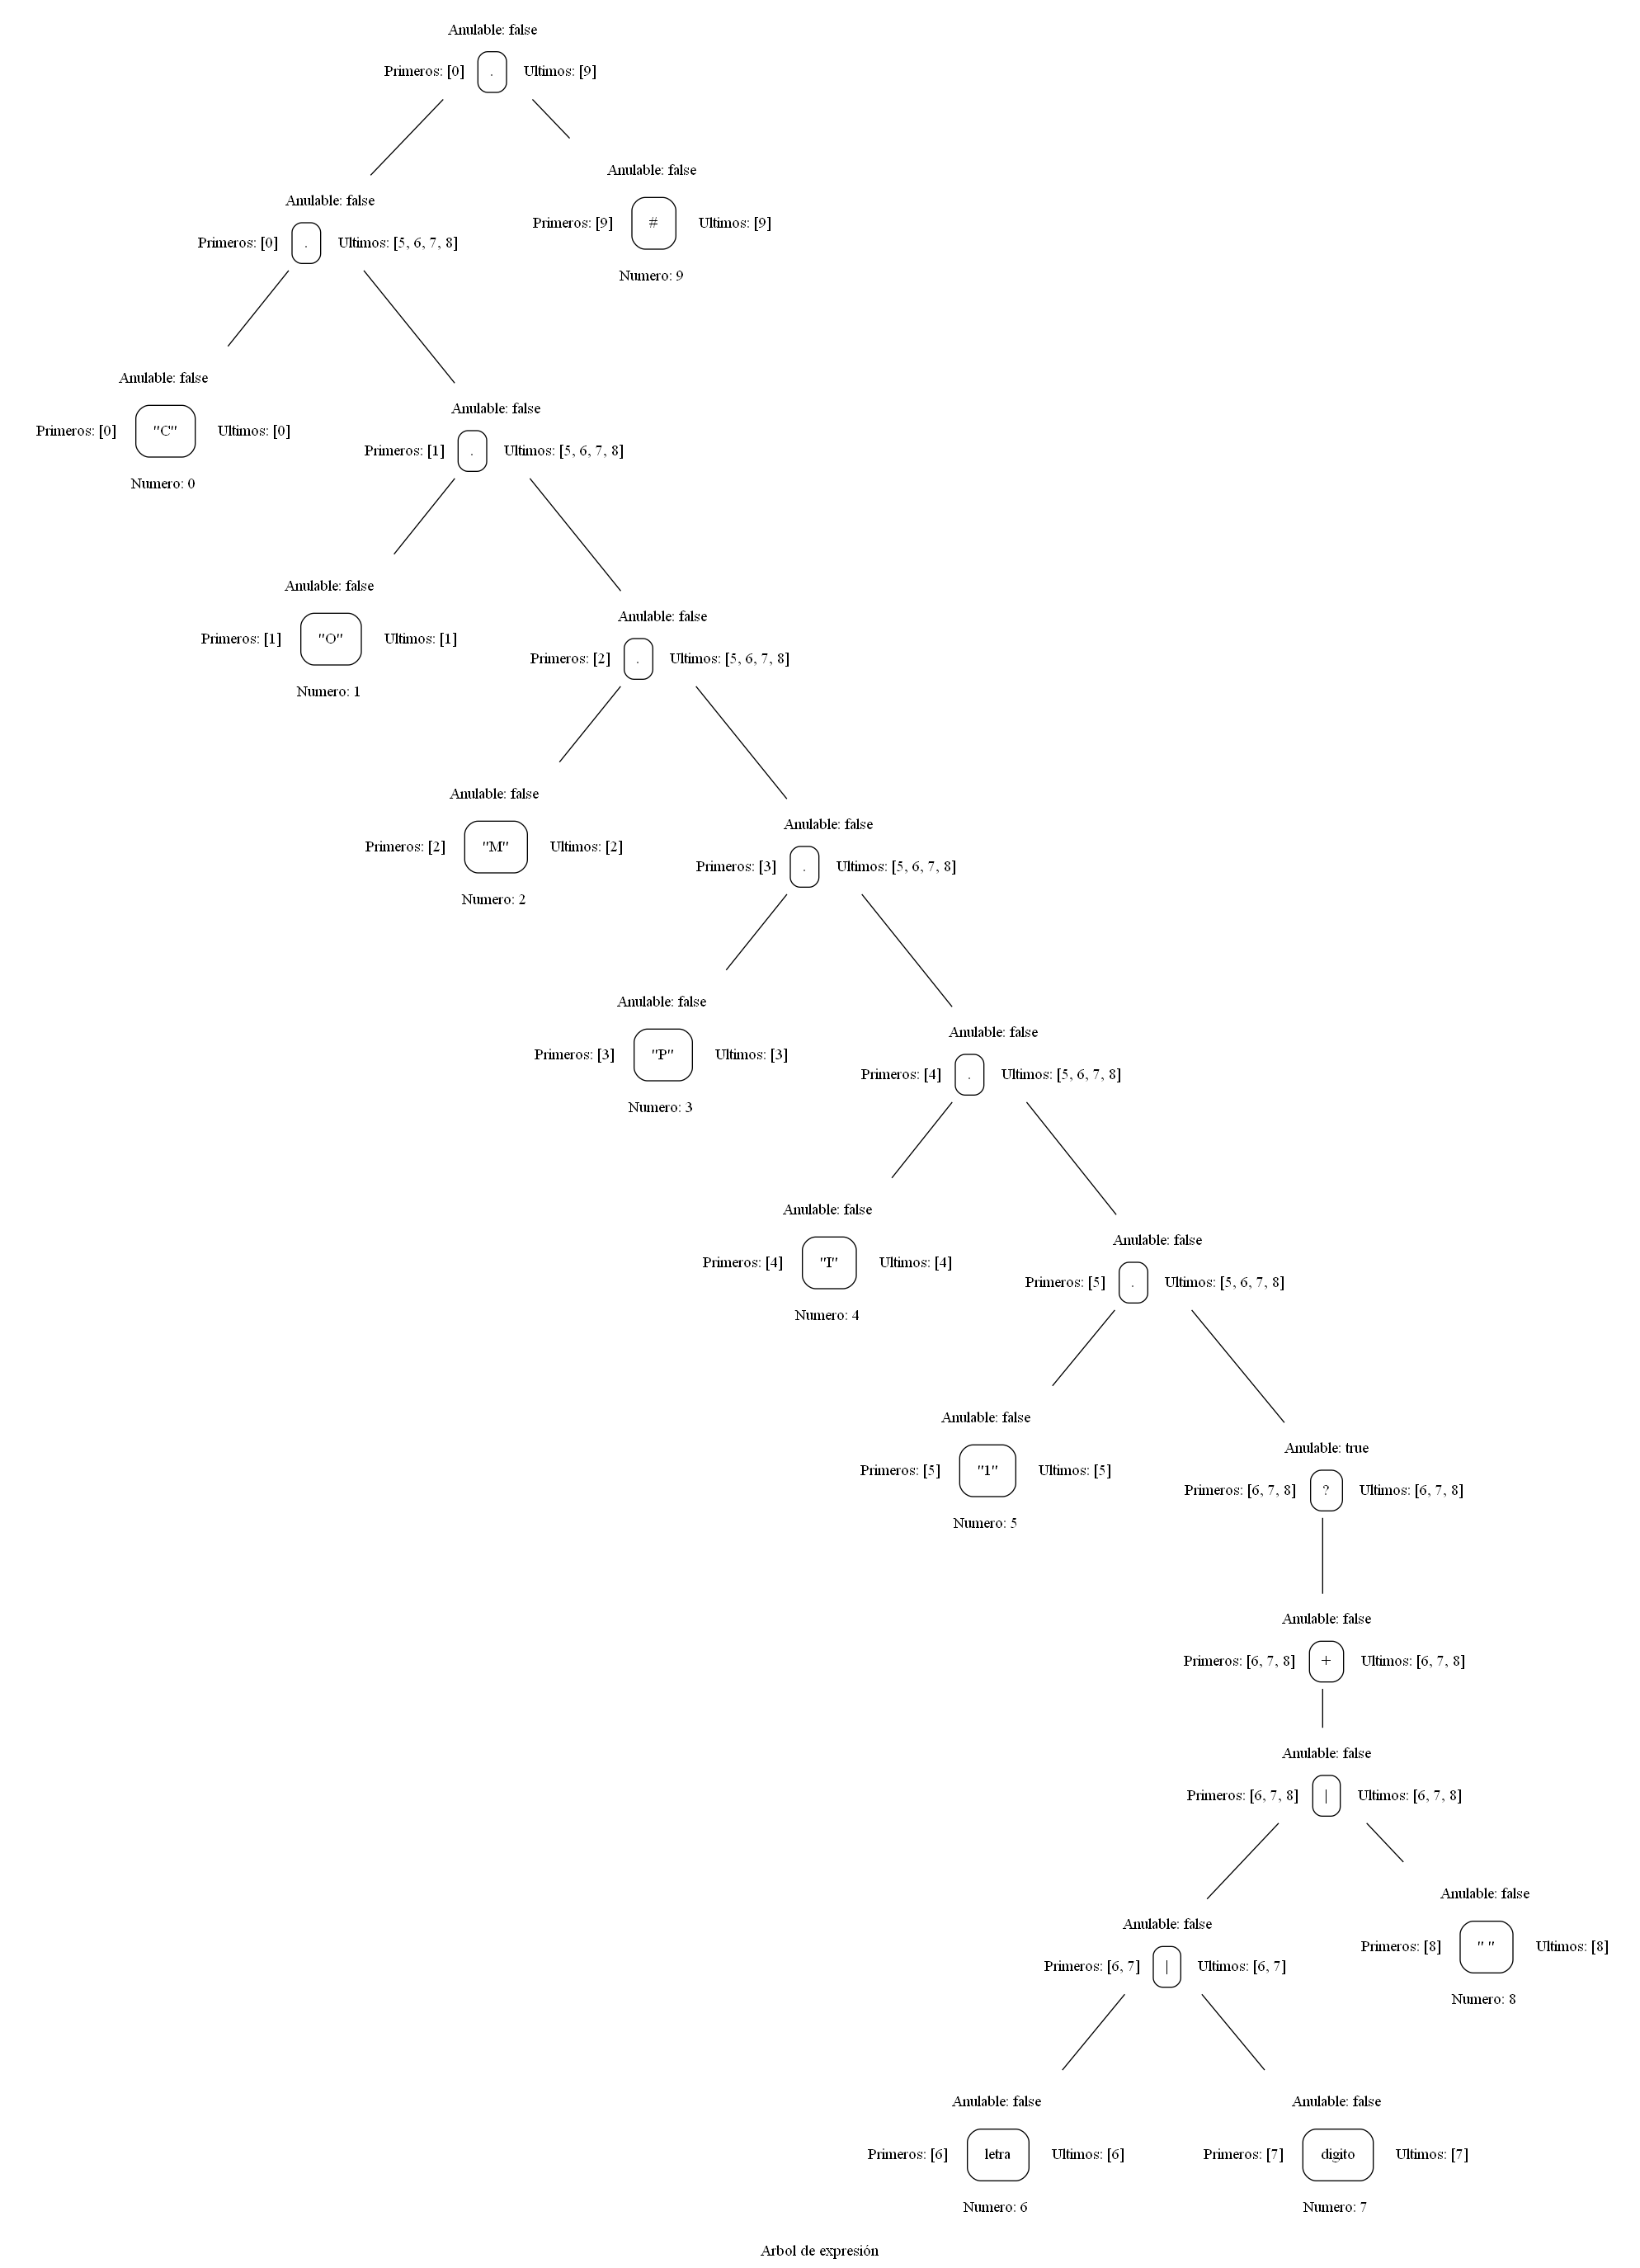 Anulable: false
Primeros: [0] . Ultimos: [9]
Anulable: false
Primeros: [9] # Ultimos: [9]
Numero: 9
Anulable: false
Primeros: [0] . Ultimos: [5, 6, 7, 8]
Anulable: false
Primeros: [0] "C" Ultimos: [0]
Numero: 0
Anulable: false
Primeros: [1] . Ultimos: [5, 6, 7, 8]
Anulable: false
Primeros: [1] "O" Ultimos: [1]
Numero: 1
Anulable: false
Primeros: [2] . Ultimos: [5, 6, 7, 8]
Anulable: false
Primeros: [2] "M" Ultimos: [2]
Numero: 2
Anulable: false
Primeros: [3] . Ultimos: [5, 6, 7, 8]
Anulable: false
Primeros: [3] "P" Ultimos: [3]
Numero: 3
Anulable: false
Primeros: [4] . Ultimos: [5, 6, 7, 8]
Anulable: false
Primeros: [4] "I" Ultimos: [4]
Numero: 4
Anulable: false
Primeros: [5] . Ultimos: [5, 6, 7, 8]
Anulable: false
Primeros: [5] "1" Ultimos: [5]
Numero: 5
Anulable: true
Primeros: [6, 7, 8] ? Ultimos: [6, 7, 8]
Anulable: false
Primeros: [6, 7, 8] + Ultimos: [6, 7, 8]
Anulable: false
Primeros: [6, 7, 8] | Ultimos: [6, 7, 8]
Anulable: false
Primeros: [8] " " Ultimos: [8]
Numero: 8
Anulable: false
Primeros: [6, 7] | Ultimos: [6, 7]
Anulable: false
Primeros: [6] letra Ultimos: [6]
Numero: 6
Anulable: false
Primeros: [7] digito Ultimos: [7]
Numero: 7
Arbol de expresión